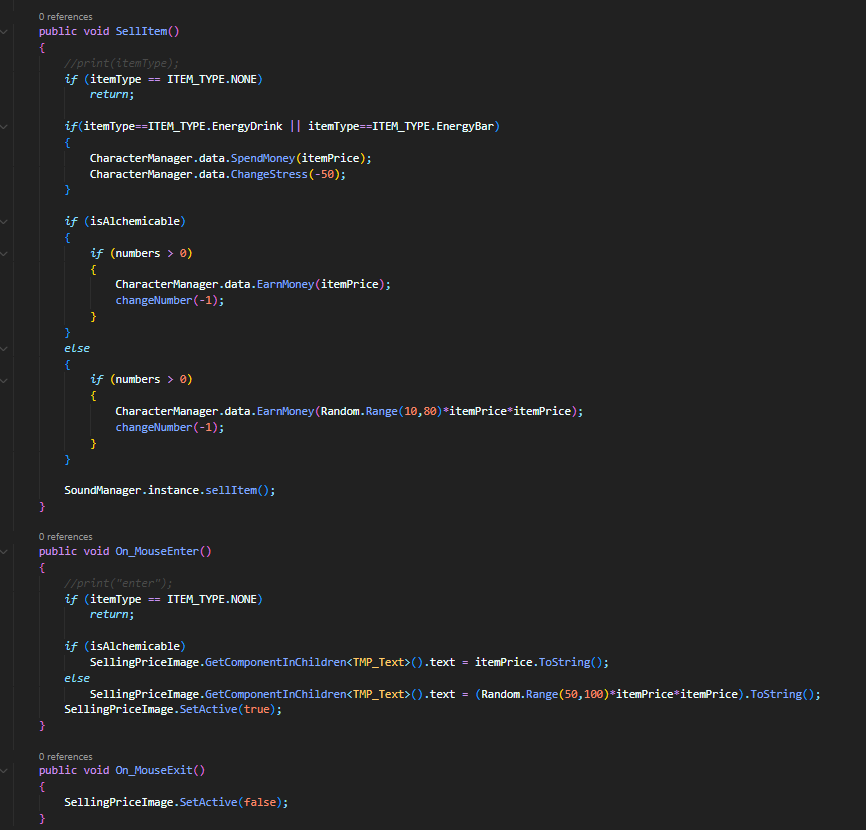 0 references
public void SellItem()
{
//print(itemType);
if (itemType == ITEM_TYPE.NONE)
return;
if(itemType==ITEM_TYPE.EnergyDrink || itemType==ITEM_TYPE.EnergyBar)
{
CharacterManager.data.SpendMoney(itemPrice);
CharacterManager.data.ChangeStress(-50);
}
if (isAlchemicable)
{
if (numbers > 0)
{
CharacterManager.data.EarnMoney(itemPrice);
changeNumber(-1);
}
}
else
{
if (numbers > 0)
{
CharacterManager.data.EarnMoney(Random.Range(10,80)*itemPrice*itemPrice);
changeNumber(-1);
}
}
SoundManager.instance.sellItem();
}
0 references
public void On_MouseEnter()
{
//print("enter");
if (itemType == ITEM_TYPE.NONE)
return;
if (isAlchemicable)
SellingPriceImage.GetComponentInChildren<TMP_Text>().text = itemPrice.ToString();
else
SellingPriceImage.GetComponentInChildren<TMP_Text>().text = (Random.Range(50,100)*itemPrice*itemPrice).ToString();
SellingPriceImage.SetActive(true);
}
0 references
public void On_MouseExit()
{
SellingPriceImage.SetActive(false);
}